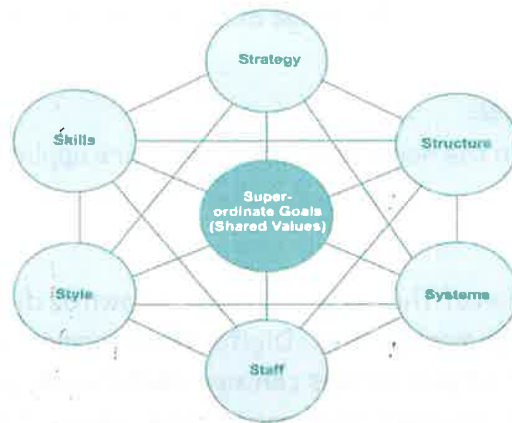 Strategy
Skills
Structure
Super-
ordinate Goals
(Shared Values)
Style
Systems
Staff